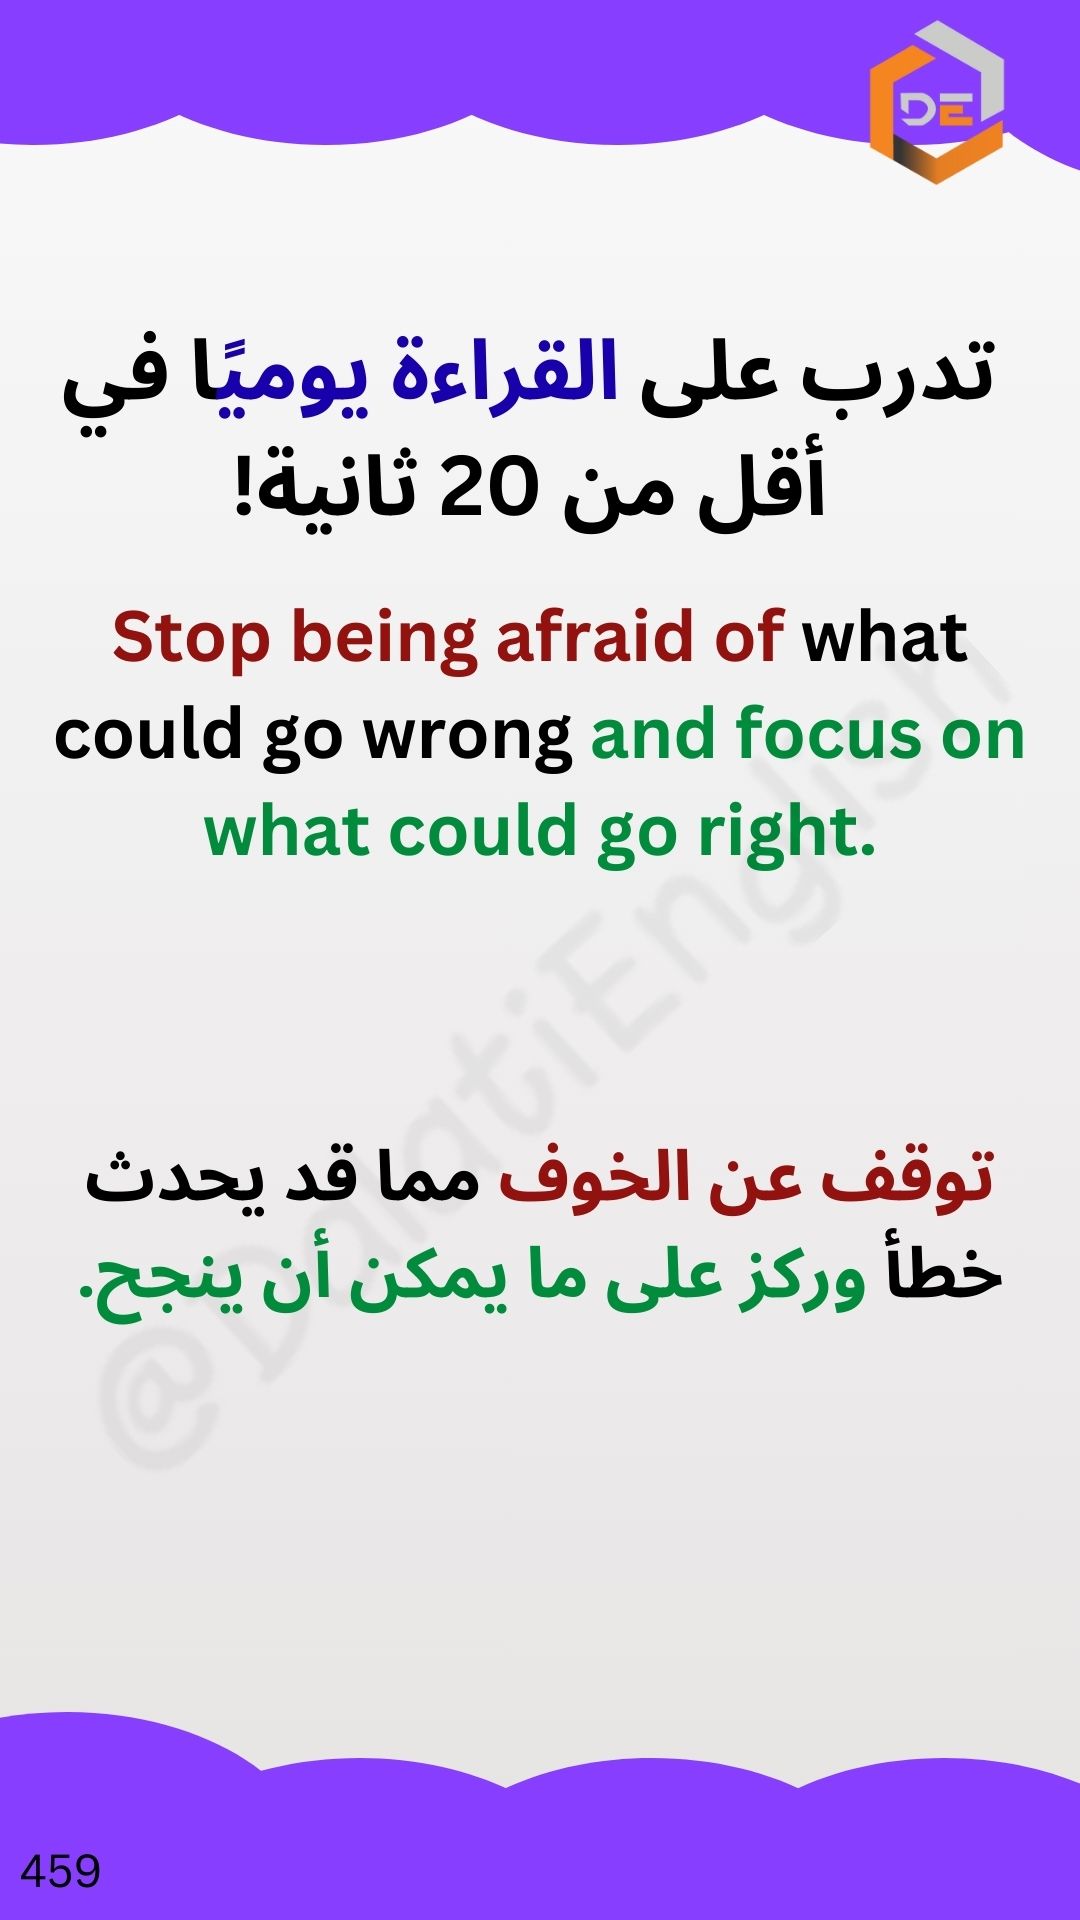 DE
تدرب على القراءة يوميًا في
أقل من 20 ثانية!
Stop being afraid of what
could go wrong and focus on
what could go right.
@DalatiEnglish
توقف عن الخوف مما قد يحدث
خطأ وركز على ما يمكن أن ينجح.
459